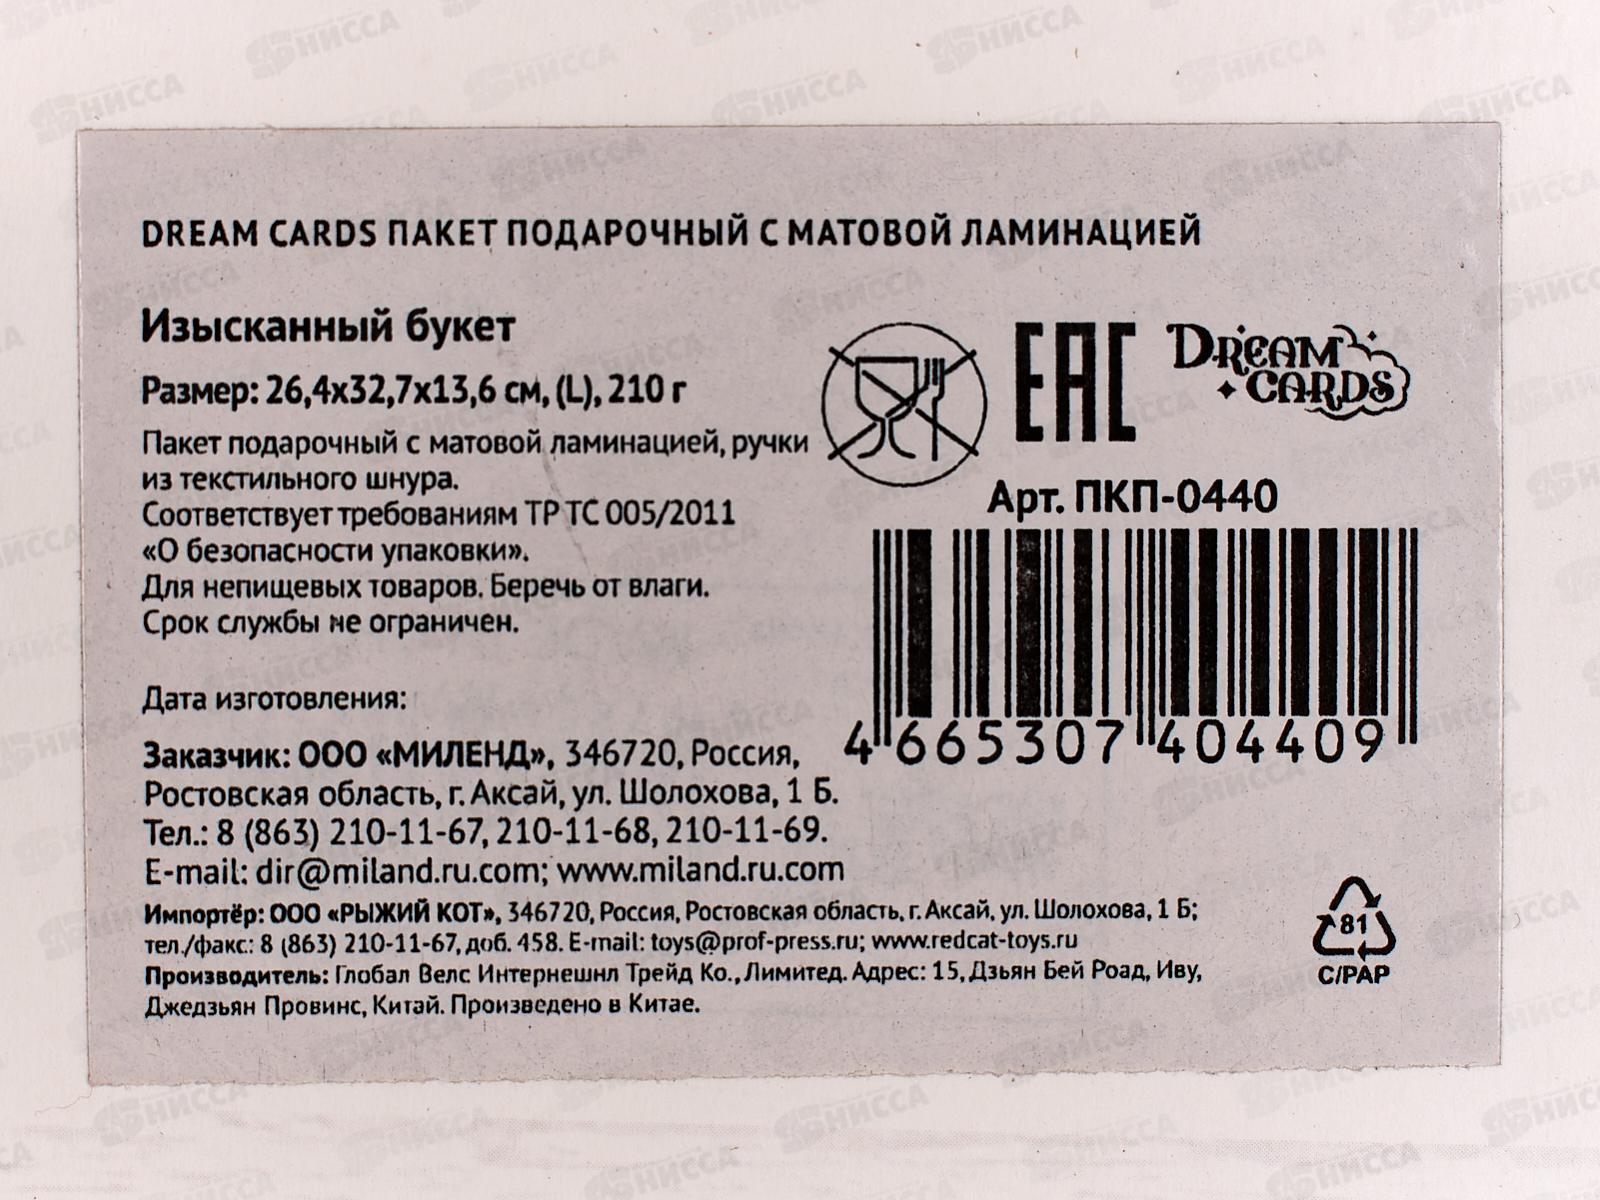 DREAM CARDS ПАКЕТ ПОДАРОЧНЫЙ С МАТОВОЙ ЛАМИНАЦИЕЙ
Изысканный букет
Размер: 26,4х32,7х13,6 см, (L), 210 г
Пакет подарочный с матовой ламинацией, ручки
из текстильного шнура.
Соответствует требованиям ТР ТС 005/2011
«О безопасности упаковки».
Для непищевых товаров. Беречь от влаги.
Срок службы не ограничен.
Дата изготовления:
EAC
DREAM
CARDS
Арт. ПКП-0440
4 665307 404409
Заказчик: ООО «МИЛЕНД», 346720, Россия,
Ростовская область, г. Аксай, ул. Шолохова, 1 Б.
Тел.: 8 (863) 210-11-67, 210-11-68, 210-11-69.
E-mail: dir@miland.ru.com; www.miland.ru.com
Импортёр: ООО «РЫЖИЙ КОТ», 346720, Россия, Ростовская область, г. Аксай, ул. Шолохова, 1 Б;
тел./факс: 8 (863) 210-11-67, доб. 458. E-mail: toys@prof-press.ru; www.redcat-toys.ru
Производитель: Глобал Велс Интернешнл Трейд Ко., Лимитед. Адрес: 15, Дзьян Бей Роад, Иву,
Джедзьян Провинс, Китай. Произведено в Китае.
81
C/PAP
НИССА